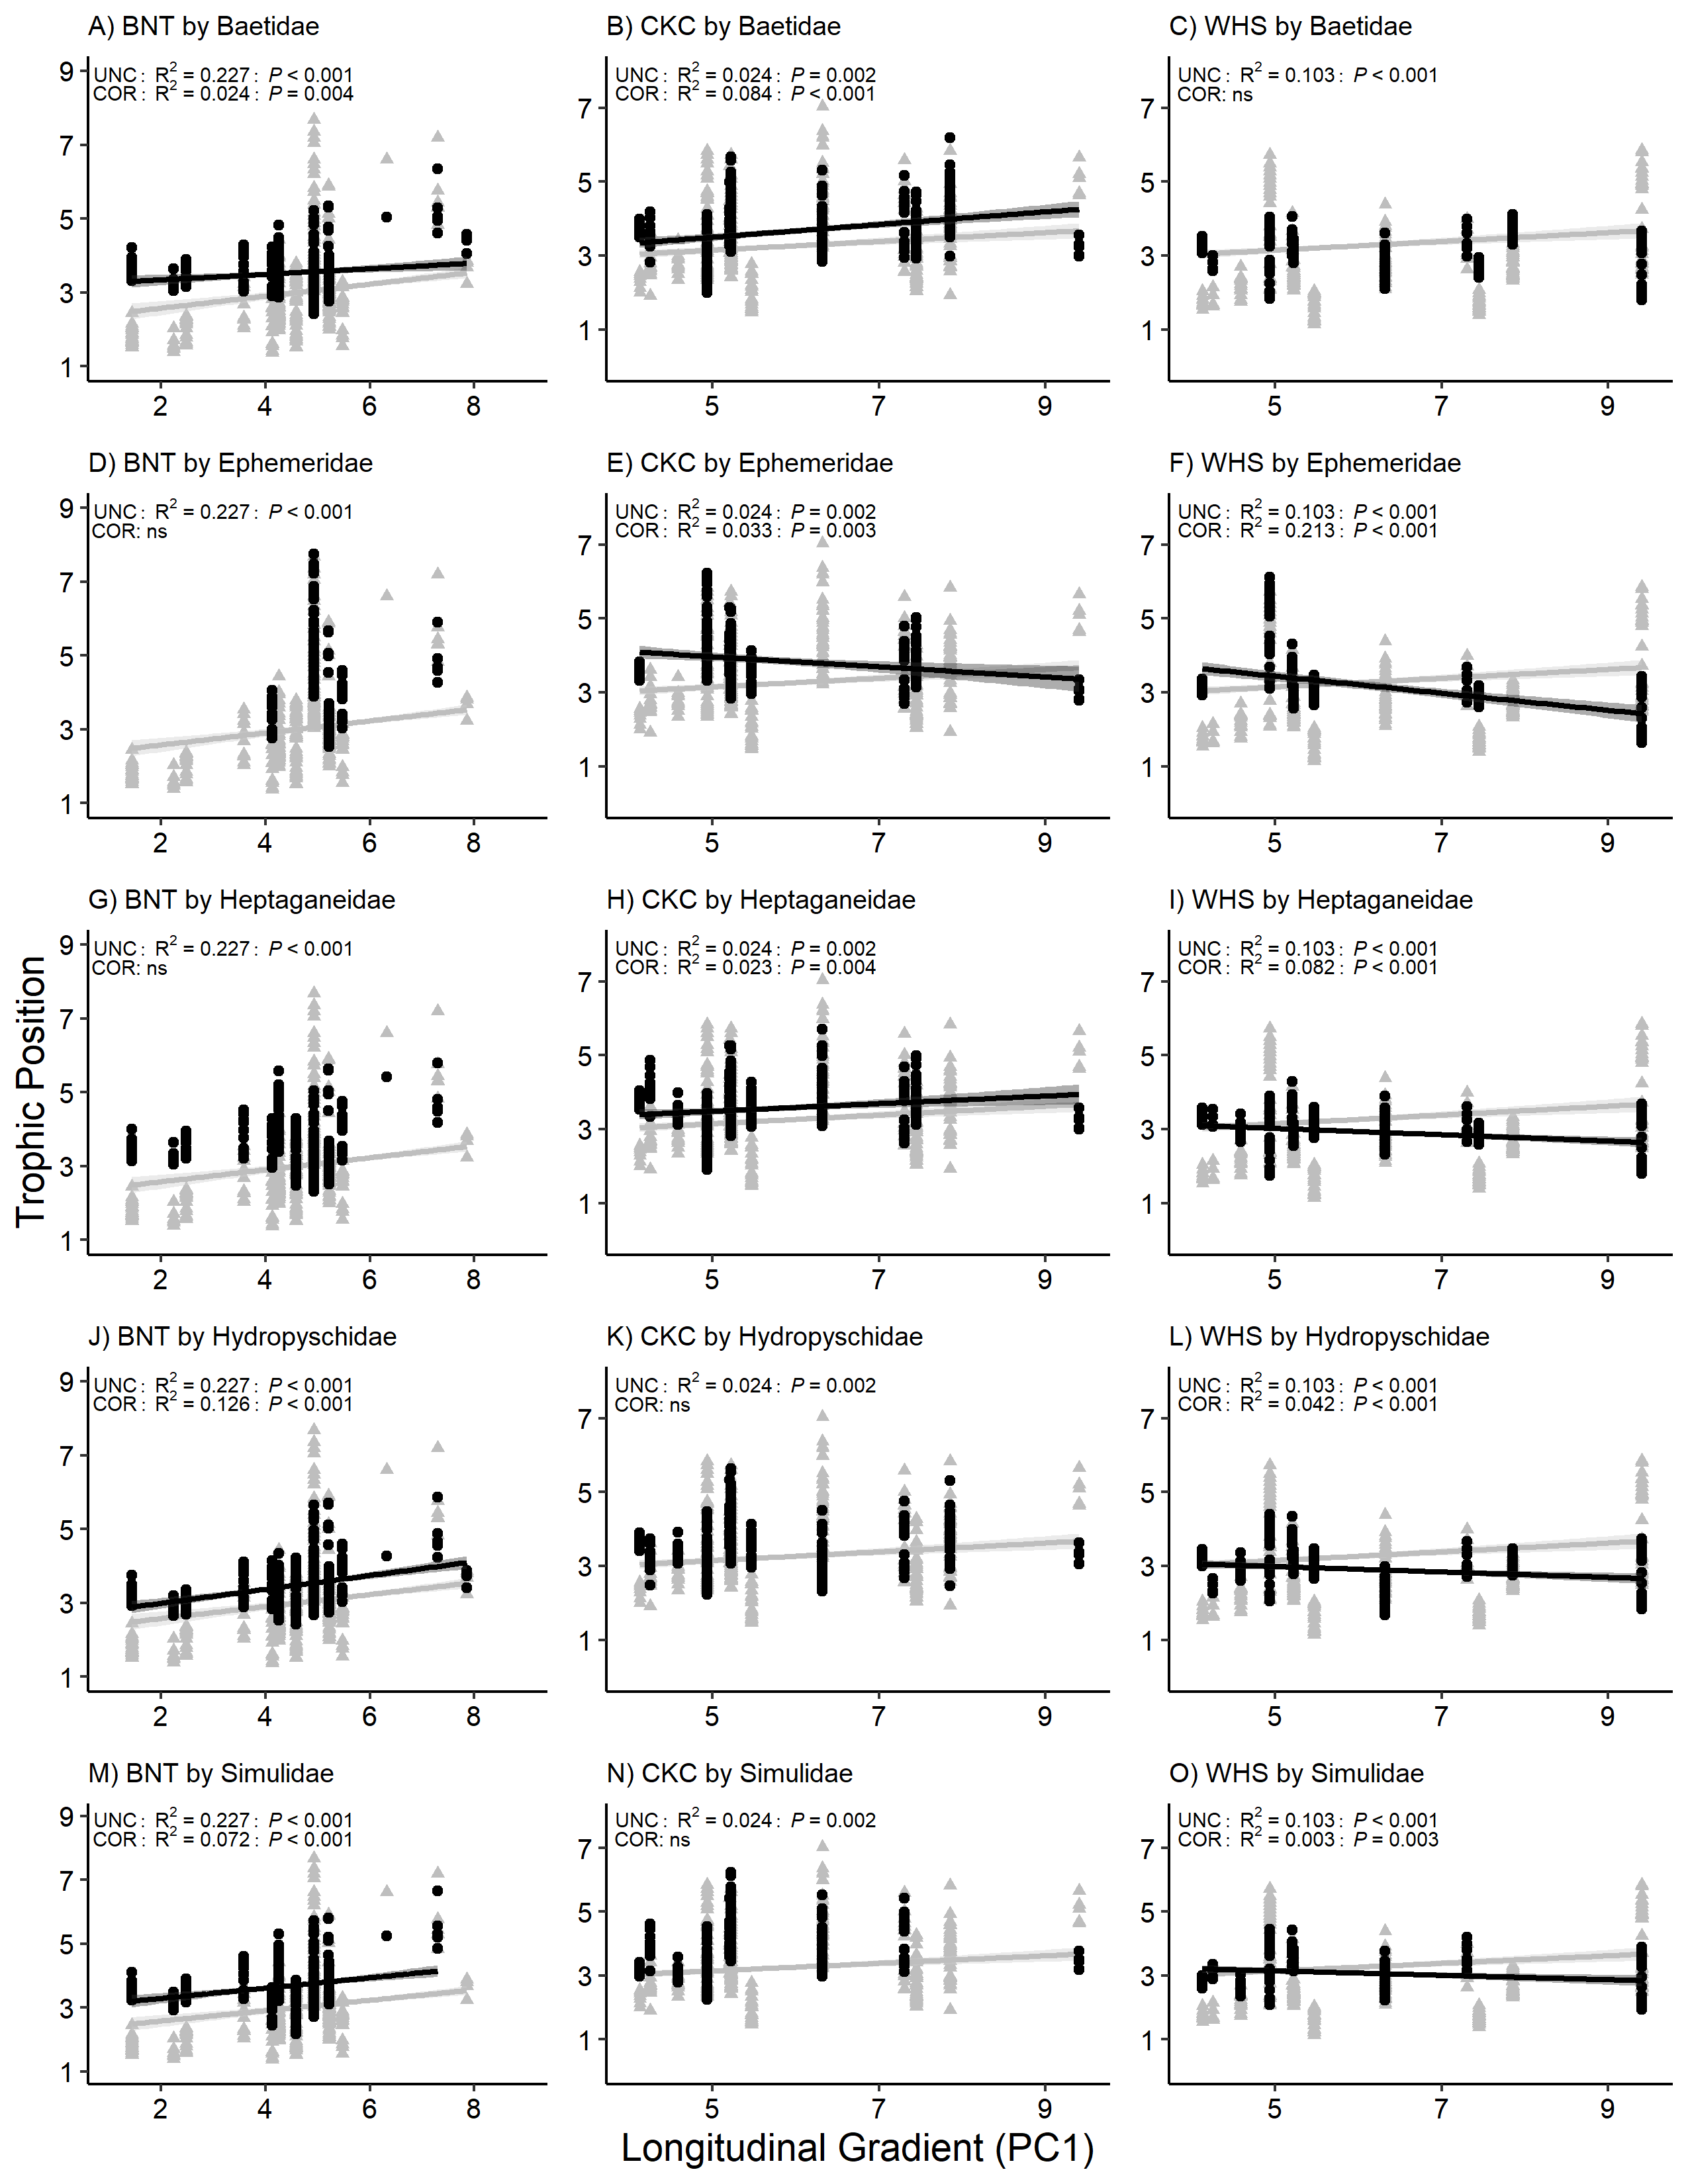 A) BNT by Baetidae
UNC: R² = 0.227: P < 0.001
COR: R² = 0.024: P = 0.004
9
7
5
3
1
2 4 6 8
B) CKC by Baetidae
UNC: R² = 0.024: P = 0.002
COR: R² = 0.084: P < 0.001
7
5
3
1
5 7 9
C) WHS by Baetidae
UNC: R² = 0.103: P < 0.001
COR: ns
7
5
3
1
5 7 9
D) BNT by Ephemeridae
UNC: R² = 0.227: P < 0.001
COR: ns
9
7
5
3
1
2 4 6 8
E) CKC by Ephemeridae
UNC: R² = 0.024: P = 0.002
COR: R² = 0.033: P = 0.003
7
5
3
1
5 7 9
F) WHS by Ephemeridae
UNC: R² = 0.103: P < 0.001
COR: R² = 0.213: P < 0.001
7
5
3
1
5 7 9
Trophic Position
G) BNT by Heptaganeidae
UNC: R² = 0.227: P < 0.001
COR: ns
9
7
5
3
1
2 4 6 8
H) CKC by Heptaganeidae
UNC: R² = 0.024: P = 0.002
COR: R² = 0.023: P = 0.004
7
5
3
1
5 7 9
I) WHS by Heptaganeidae
UNC: R² = 0.103: P < 0.001
COR: R² = 0.082: P < 0.001
7
5
3
1
5 7 9
J) BNT by Hydropyschidae
UNC: R² = 0.227: P < 0.001
COR: R² = 0.126: P < 0.001
9
7
5
3
1
2 4 6 8
K) CKC by Hydropyschidae
UNC: R² = 0.024: P = 0.002
COR: ns
7
5
3
1
5 7 9
L) WHS by Hydropyschidae
UNC: R² = 0.103: P < 0.001
COR: R² = 0.042: P < 0.001
7
5
3
1
5 7 9
M) BNT by Simulidae
UNC: R² = 0.227: P < 0.001
COR: R² = 0.072: P < 0.001
9
7
5
3
1
2 4 6 8
N) CKC by Simulidae
UNC: R² = 0.024: P = 0.002
COR: ns
7
5
3
1
5 7 9
O) WHS by Simulidae
UNC: R² = 0.103: P < 0.001
COR: R² = 0.003: P = 0.003
7
5
3
1
5 7 9
Longitudinal Gradient (PC1)